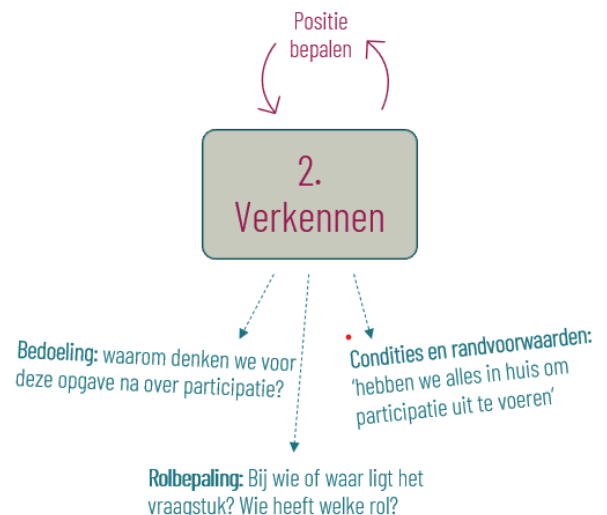 Positie
bepalen
2.
Verkennen
Bedoeling: waarom denken we voor
deze opgave na over participatie?
Condities en randvoorwaarden:
‘hebben we alles in huis om
participatie uit te voeren’
Rolbepaling: Bij wie of waar ligt het
vraagstuk? Wie heeft welke rol?